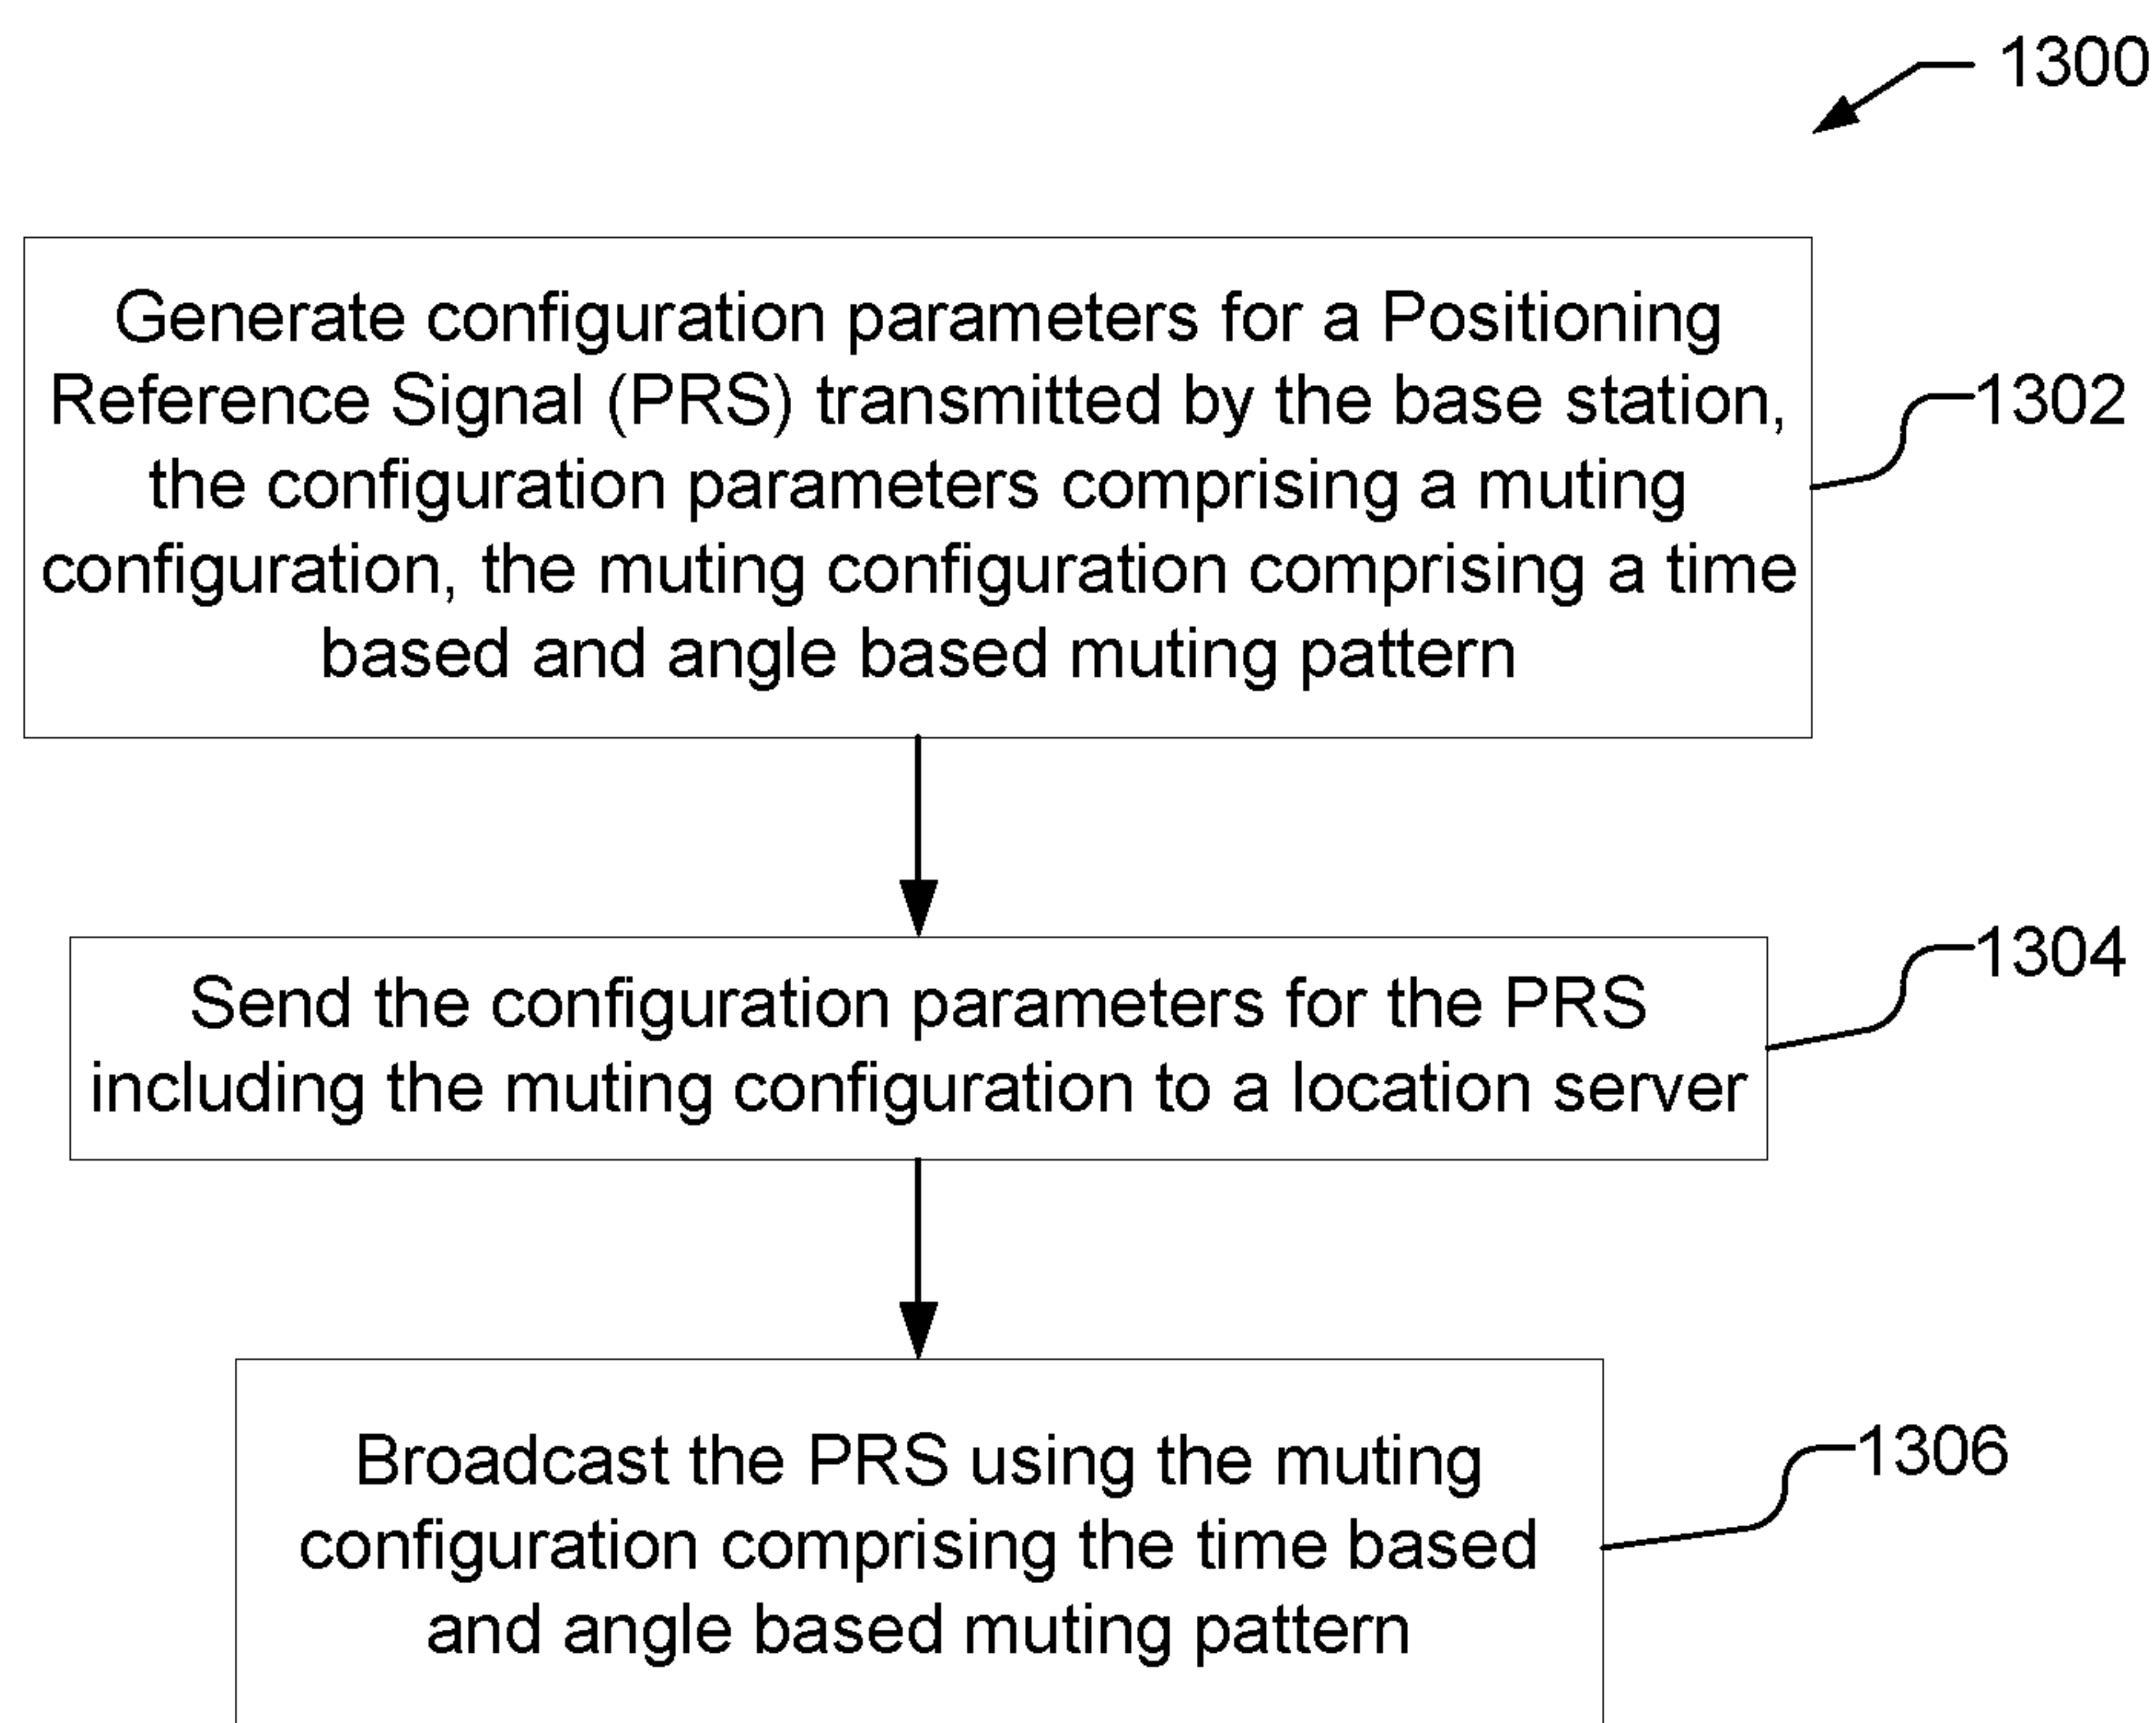 1300
Generate configuration parameters for a Positioning
Reference Signal (PRS) transmitted by the base station,
the configuration parameters comprising a muting
configuration, the muting configuration comprising a time
based and angle based muting pattern
1302
Send the configuration parameters for the PRS
including the muting configuration to a location server
1304
Broadcast the PRS using the muting
configuration comprising the time based
and angle based muting pattern
1306